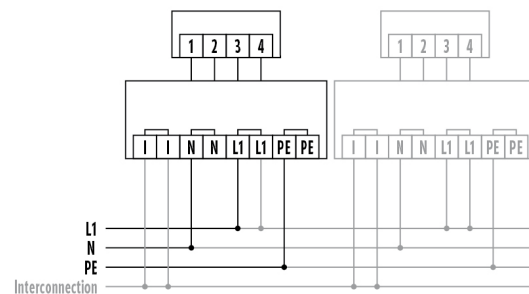 1 2 3 4 1 2 3 4
I I N N L1 L1 PE PE I I N N L1 L1 PE PE
L1
N
PE
Interconnection